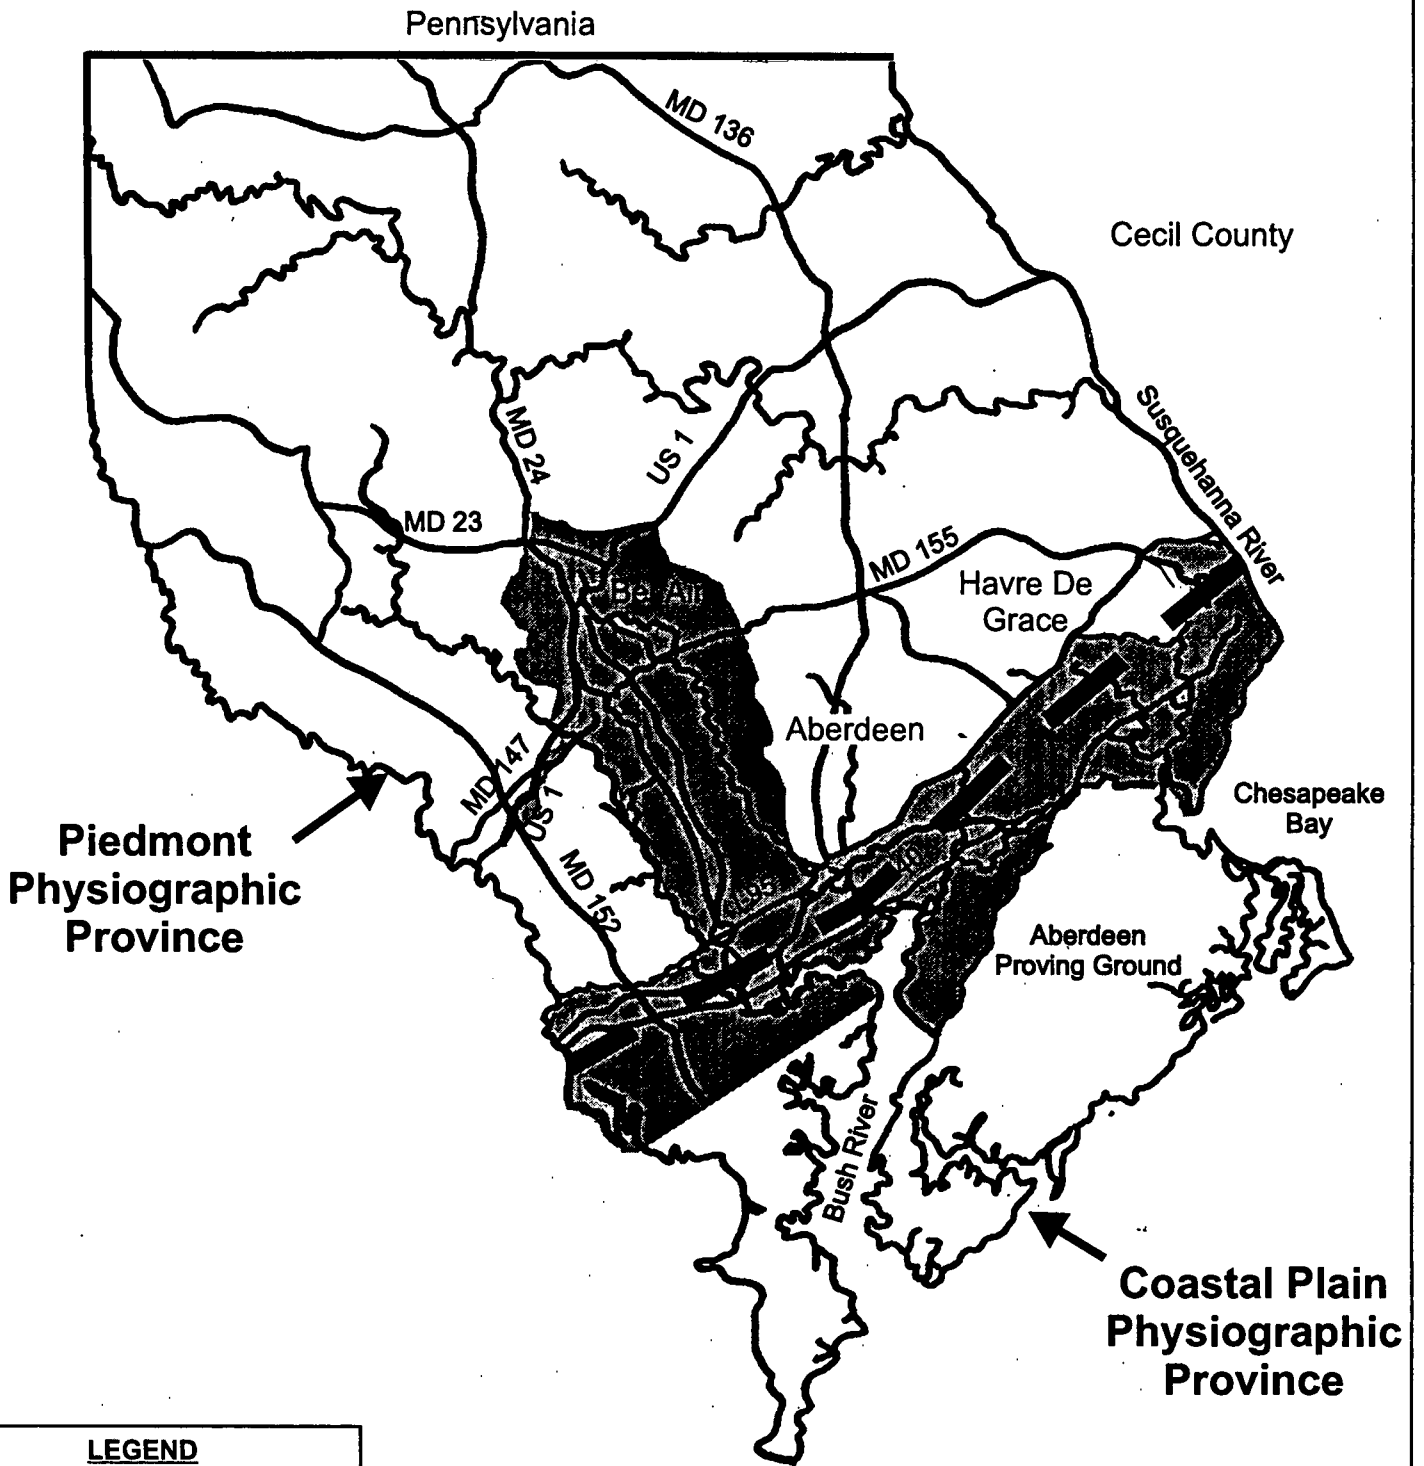 Pennsylvania
MD 136
Cecil County
MD 24
US 1
Susquehanna River
MD 23
MD 155
Bel Air
Havre De
Grace
Aberdeen
MD 147
US 1
Chesapeake
Bay
Piedmont
Physiographic
Province
MD 152
I-95
40
Aberdeen
Proving Ground
Bush River
Coastal Plain
Physiographic
Province
LEGEND